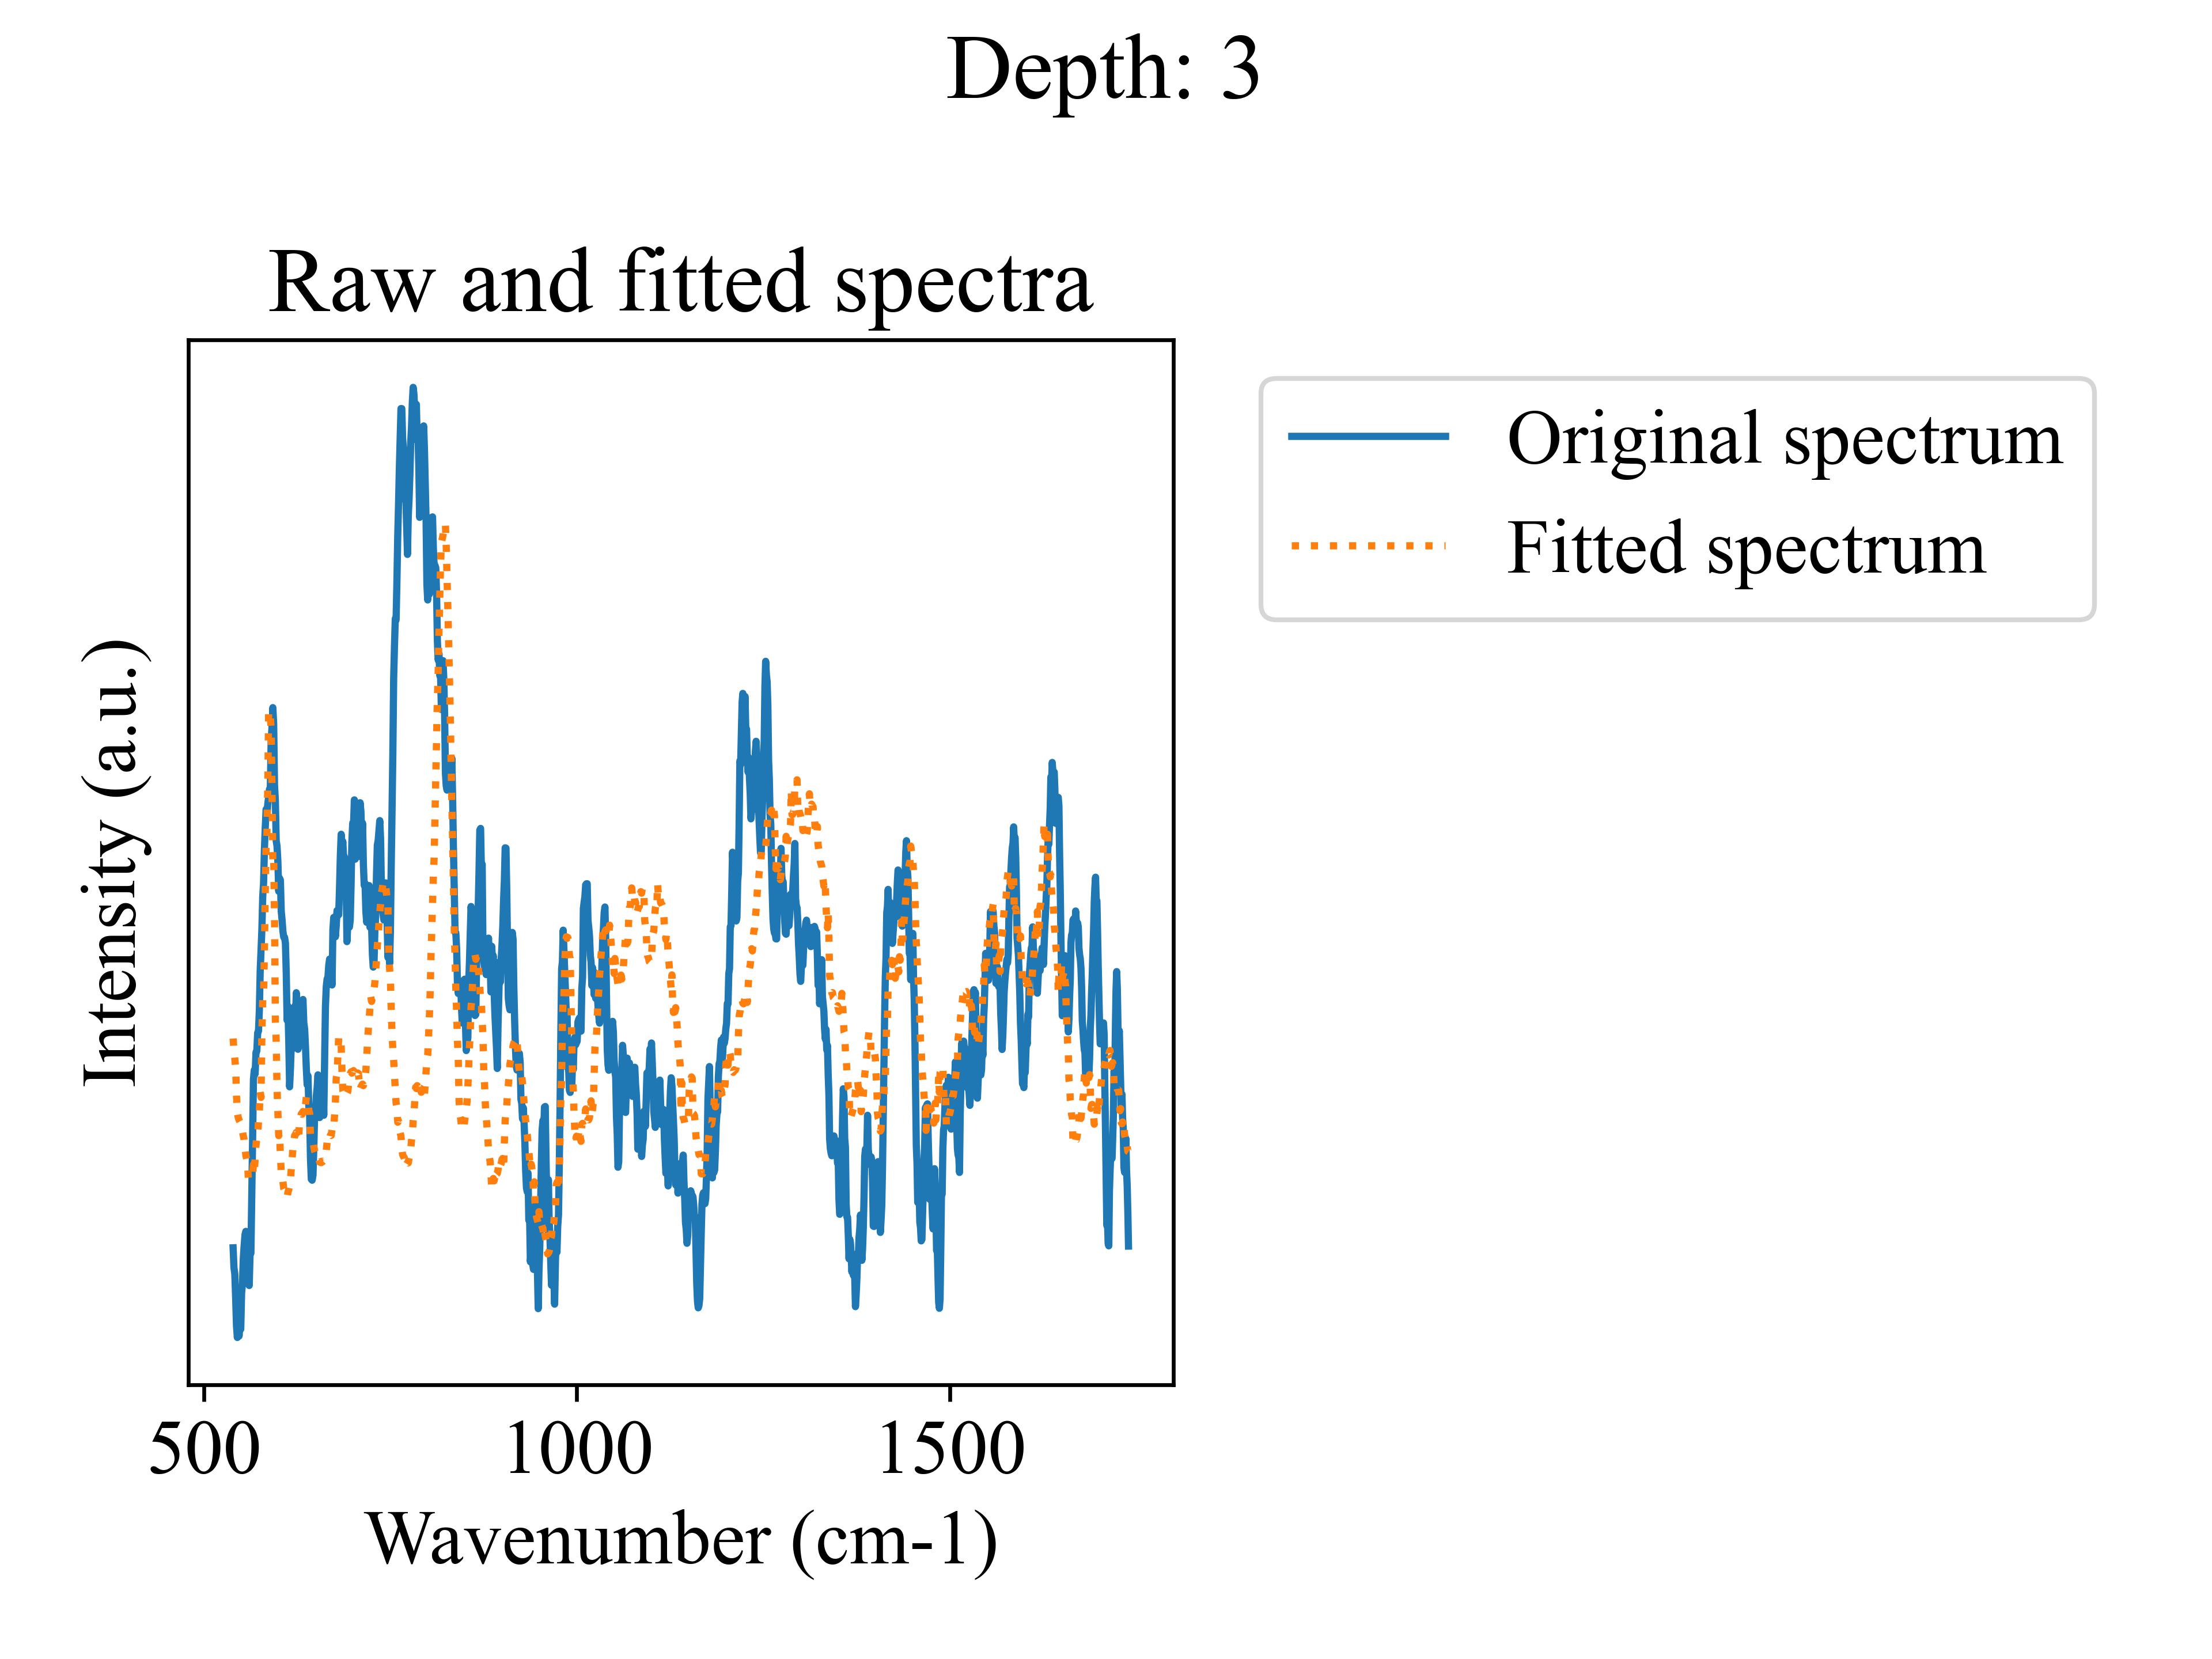 Depth: 3
Raw and fitted spectra
Original spectrum
Fitted spectrum
Intensity (a.u.)
500
1000
1500
Wavenumber (cm-1)